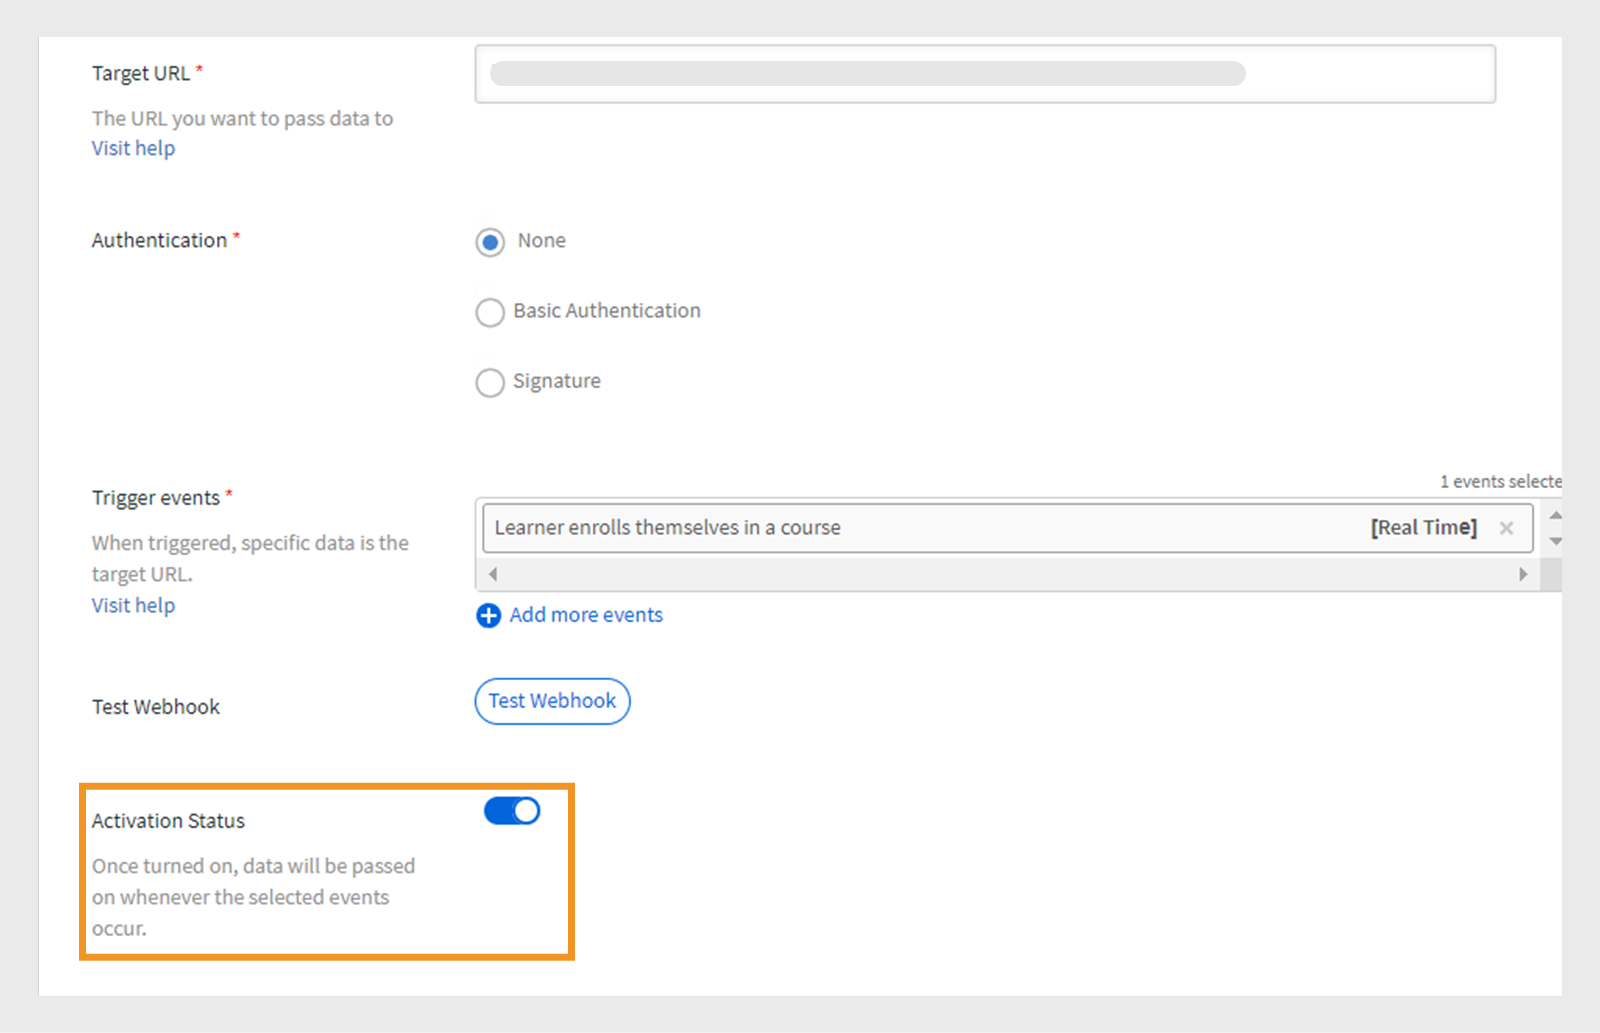 Target URL *
The URL you want to pass data to
Visit help
Authentication *
None
Basic Authentication
Signature
1 events selecte
Trigger events *
Learner enrolls themselves in a course [Real Time]
When triggered, specific data is the
target URL.
Visit help
Add more events
Test Webhook
Test Webhook
Activation Status
Once turned on, data will be passed
on whenever the selected events
occur.